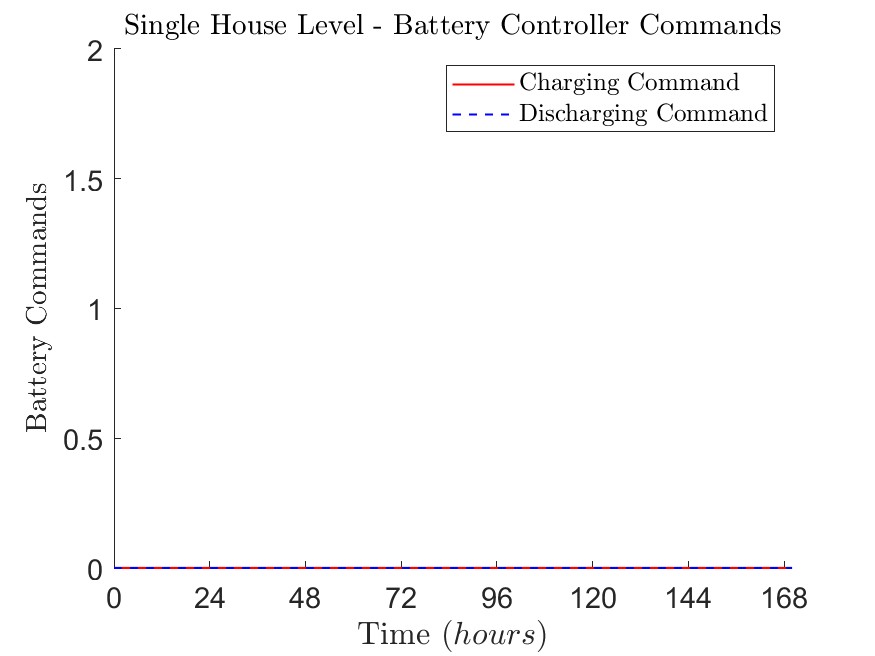 Single House Level - Battery Controller Commands
2
Charging Command
Discharging Command
1.5
1
0.5
0
Battery Commands
0 24 48 72 96 120 144 168
Time (hours)